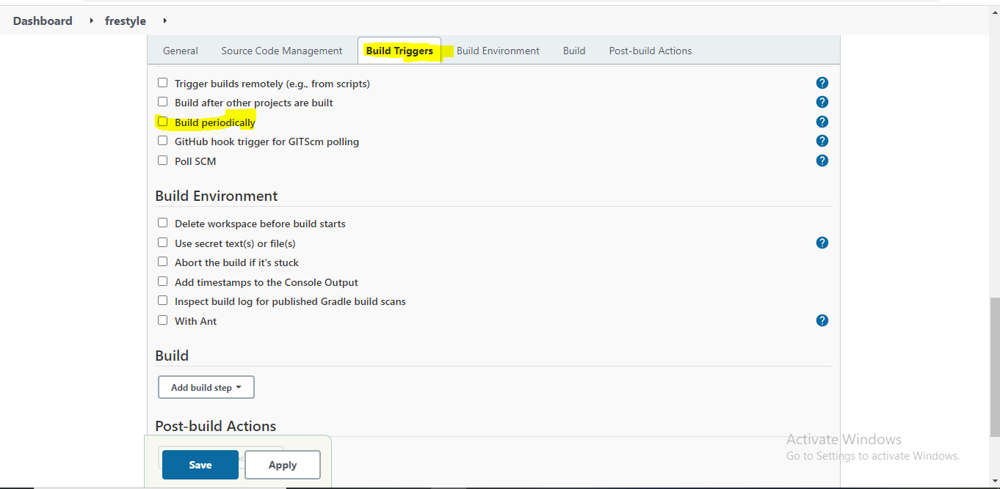 Dashboard frestyle
General Source Code Management Build Triggers Build Environment Build Post-build Actions
Trigger builds remotely (e.g., from scripts)
Build after other projects are built
Build periodically
GitHub hook trigger for GITScm polling
Poll SCM
Build Environment
Delete workspace before build starts
Use secret text(s) or file(s)
Abort the build if it's stuck
Add timestamps to the Console Output
Inspect build log for published Gradle build scans
With Ant
Build
Add build step
Post-build Actions
Save Apply
Activate Windows
Go to Settings to activate Windows.